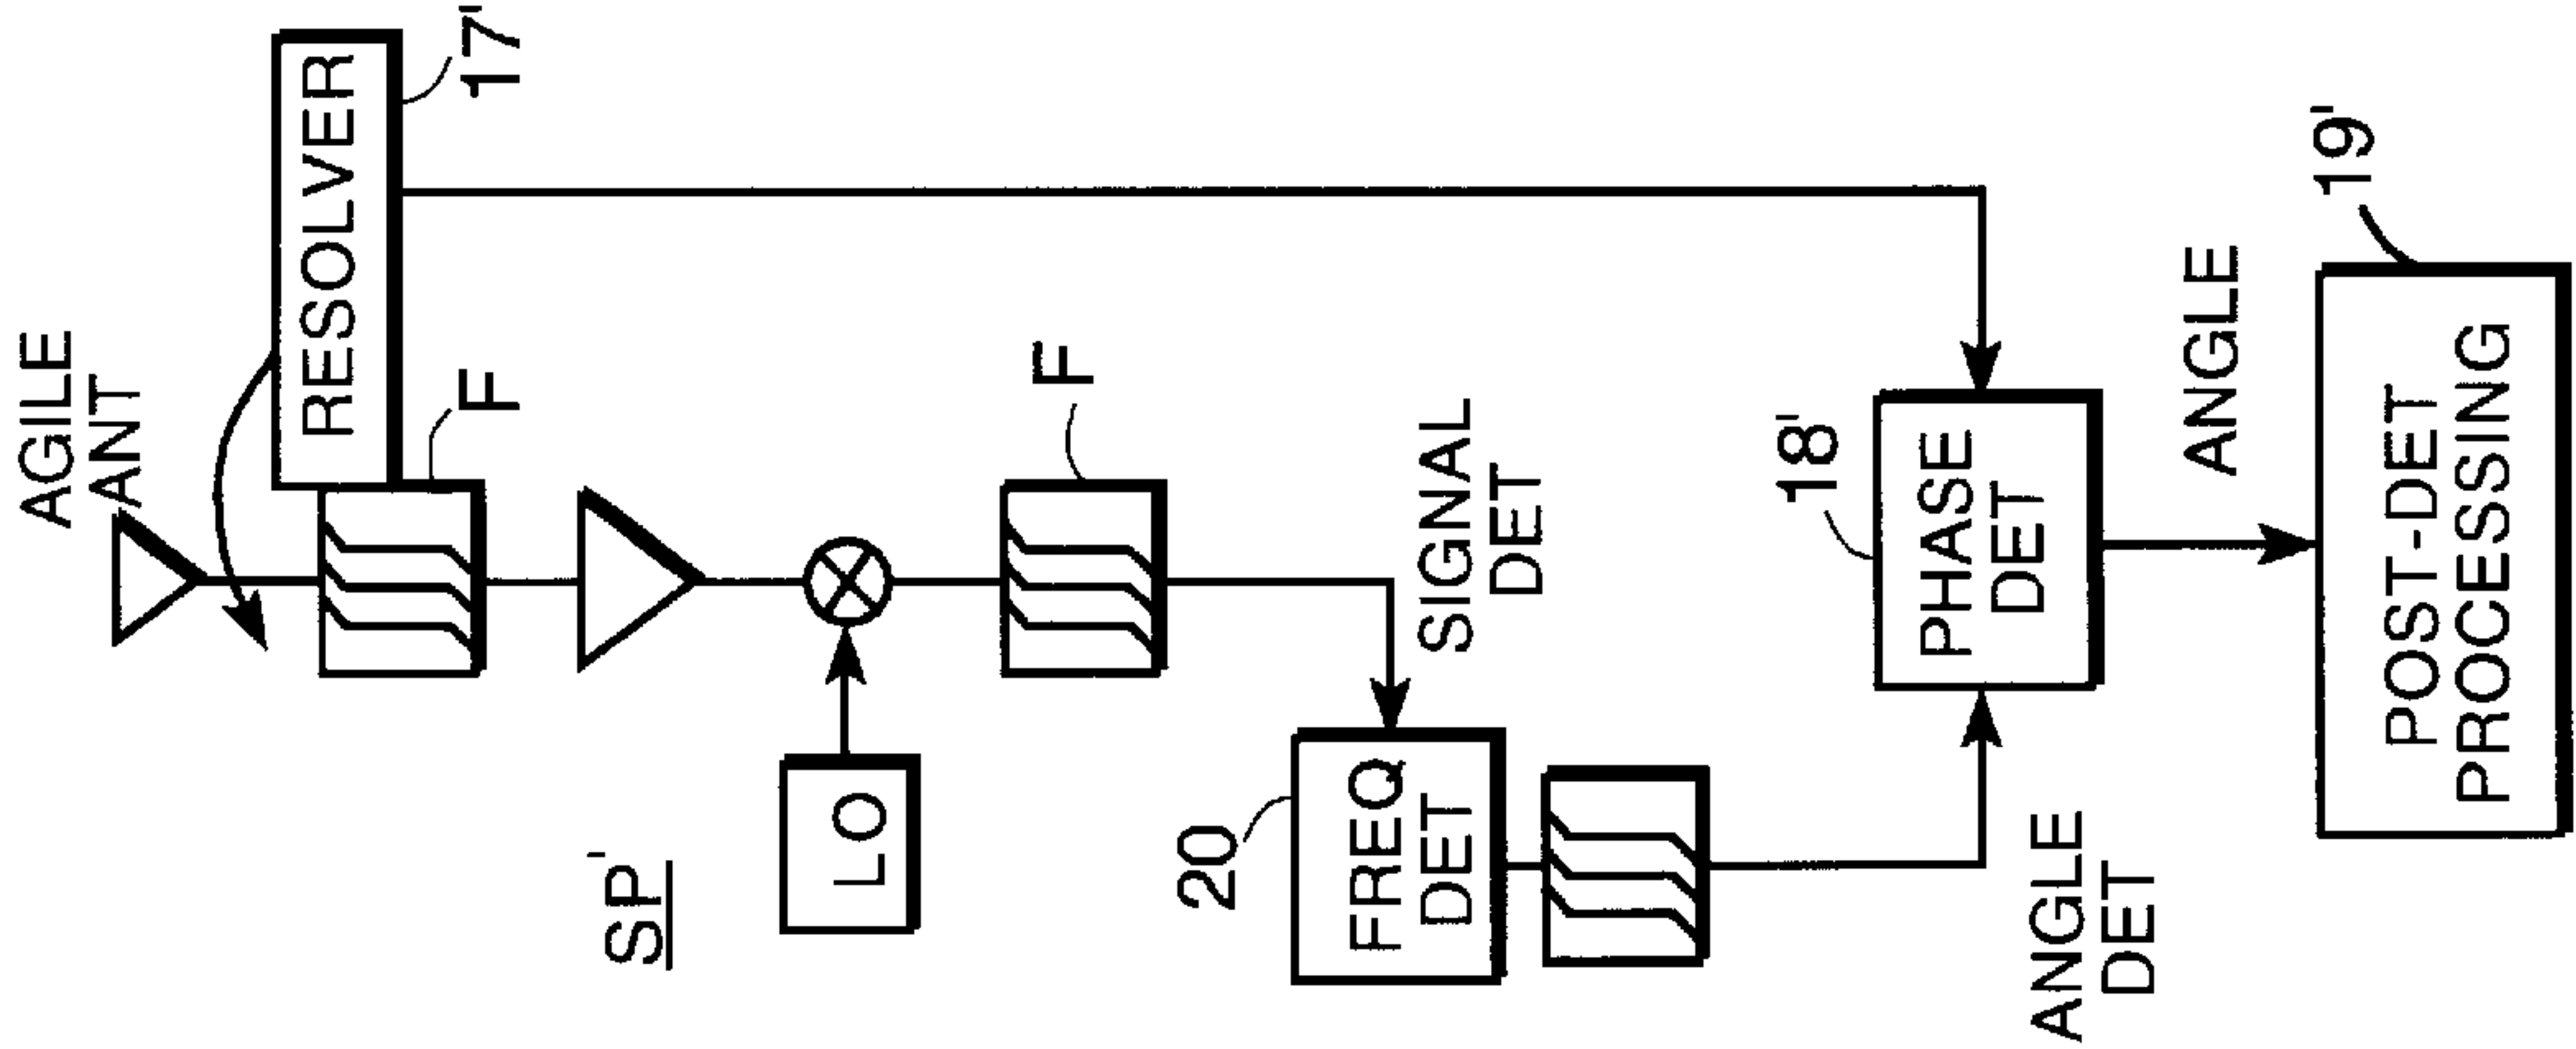 AGILE
ANT
RESOLVER
17'
F
SP'
LO
F
SIGNAL
DET
20
FREQ
DET
ANGLE
DET
18'
PHASE
DET
ANGLE
19'
POST-DET
PROCESSING